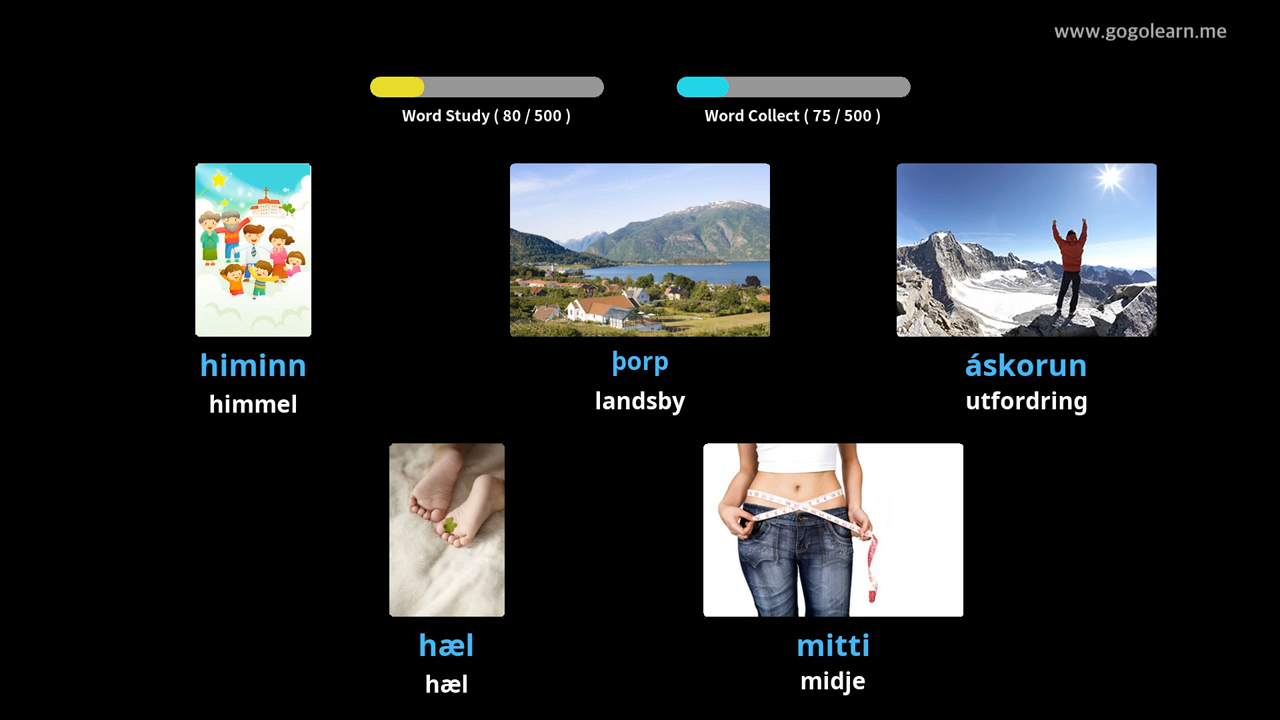 www.gogolearn.me
Word Study ( 80 / 500 )
Word Collect ( 75 / 500 )
himinn
himmel
þorp
landsby
áskorun
utfordring
hæl
hæl
mitti
midje